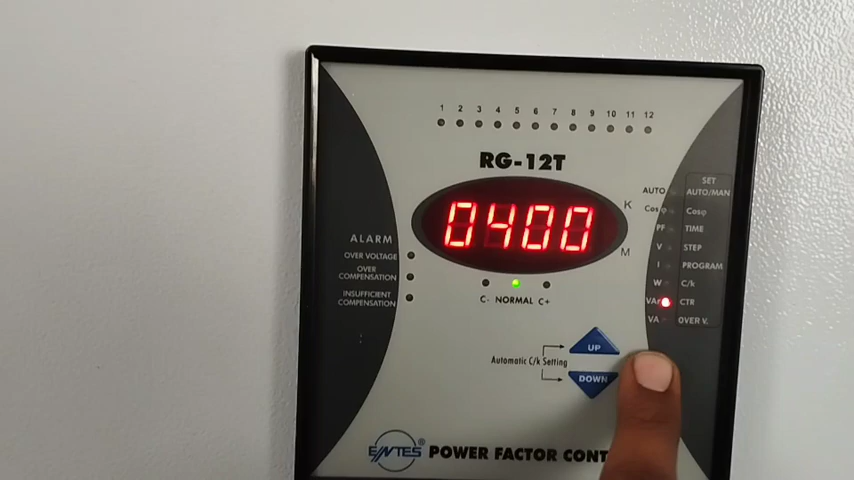 1 2 3 4 5 6 7 8 9 10 11 12
RG-12T
0400
K
M
ALARM
OVER VOLTAGE
OVER
COMPENSATION
INSUFFICIENT
COMPENSATION
C- NORMAL C+
SET
AUTO AUTO/MAN
Cosφ Cosφ
PF TIME
V STEP
I PROGRAM
W C/k
CTR
VA OVER V.
UP
Automatic C/k Setting
DOWN
ENTES® POWER FACTOR